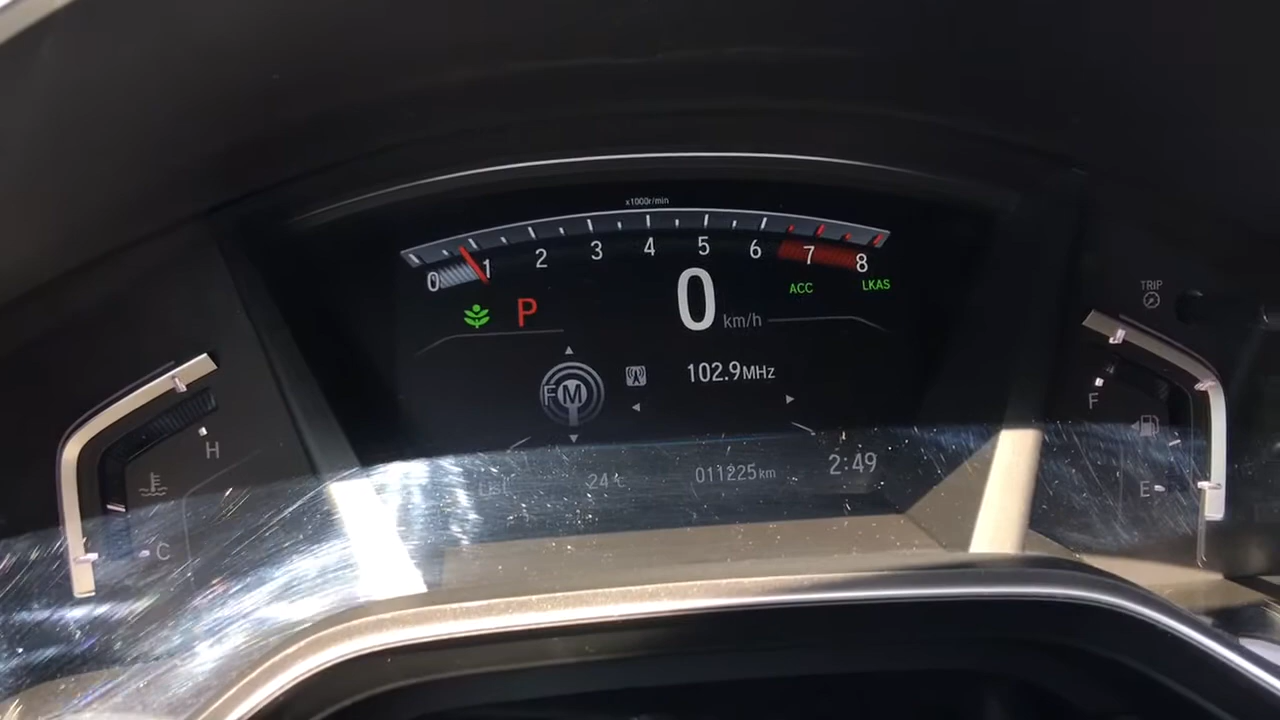 x1000r/min
0 1 2 3 4 5 6 7 8
P
0 km/h
ACC
LKAS
TRIP
FM
102.9MHz
H
C
F
E
24°C
011225km
2:49